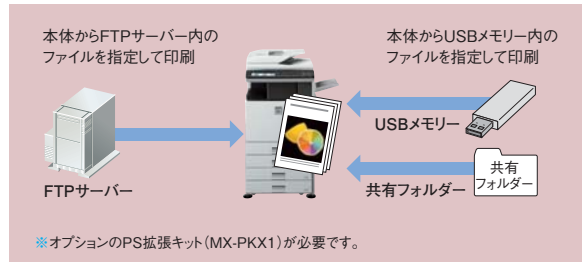 本体からFTPサーバー内の
ファイルを指定して印刷
本体からUSBメモリー内の
ファイルを指定して印刷
USBメモリー
FTPサーバー
共有フォルダー
共有
フォルダー
※オプションのPS拡張キット(MX-PKX1)が必要です。